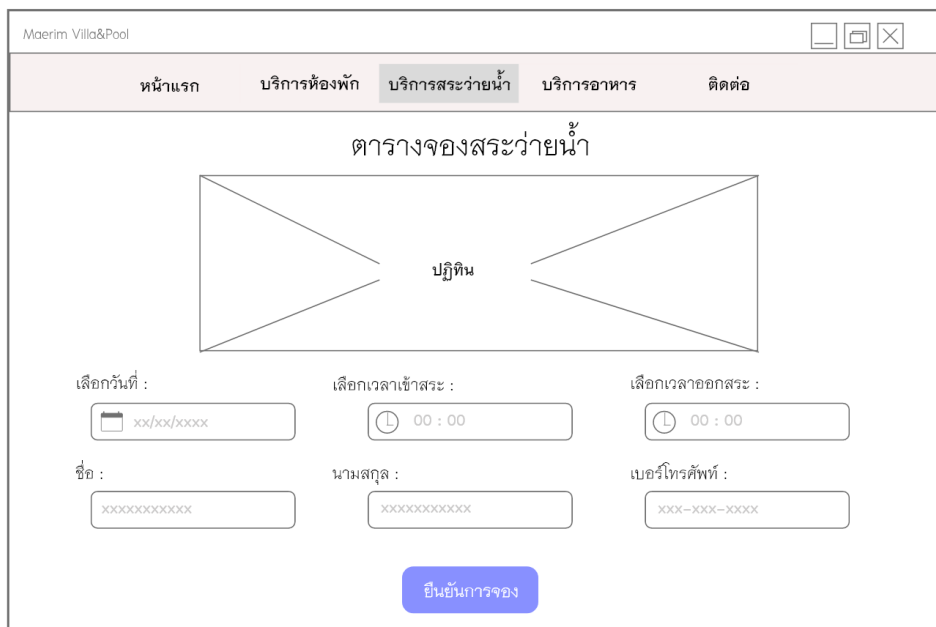 Maerim Villa&Pool
หน้าแรก บริการห้องพัก บริการสระว่ายน้ำ บริการอาหาร ติดต่อ
ตารางจองสระว่ายน้ำ
ปฏิทิน
เลือกวันที่ : เลือกเวลาเข้าสระ : เลือกเวลาออกสระ :
xx/xx/xxxx 00 : 00 00 : 00
ชื่อ : นามสกุล : เบอร์โทรศัพท์ :
xxxxxxxxxxx xxxxxxxxxxx xxx-xxx-xxxx
ยืนยันการจอง